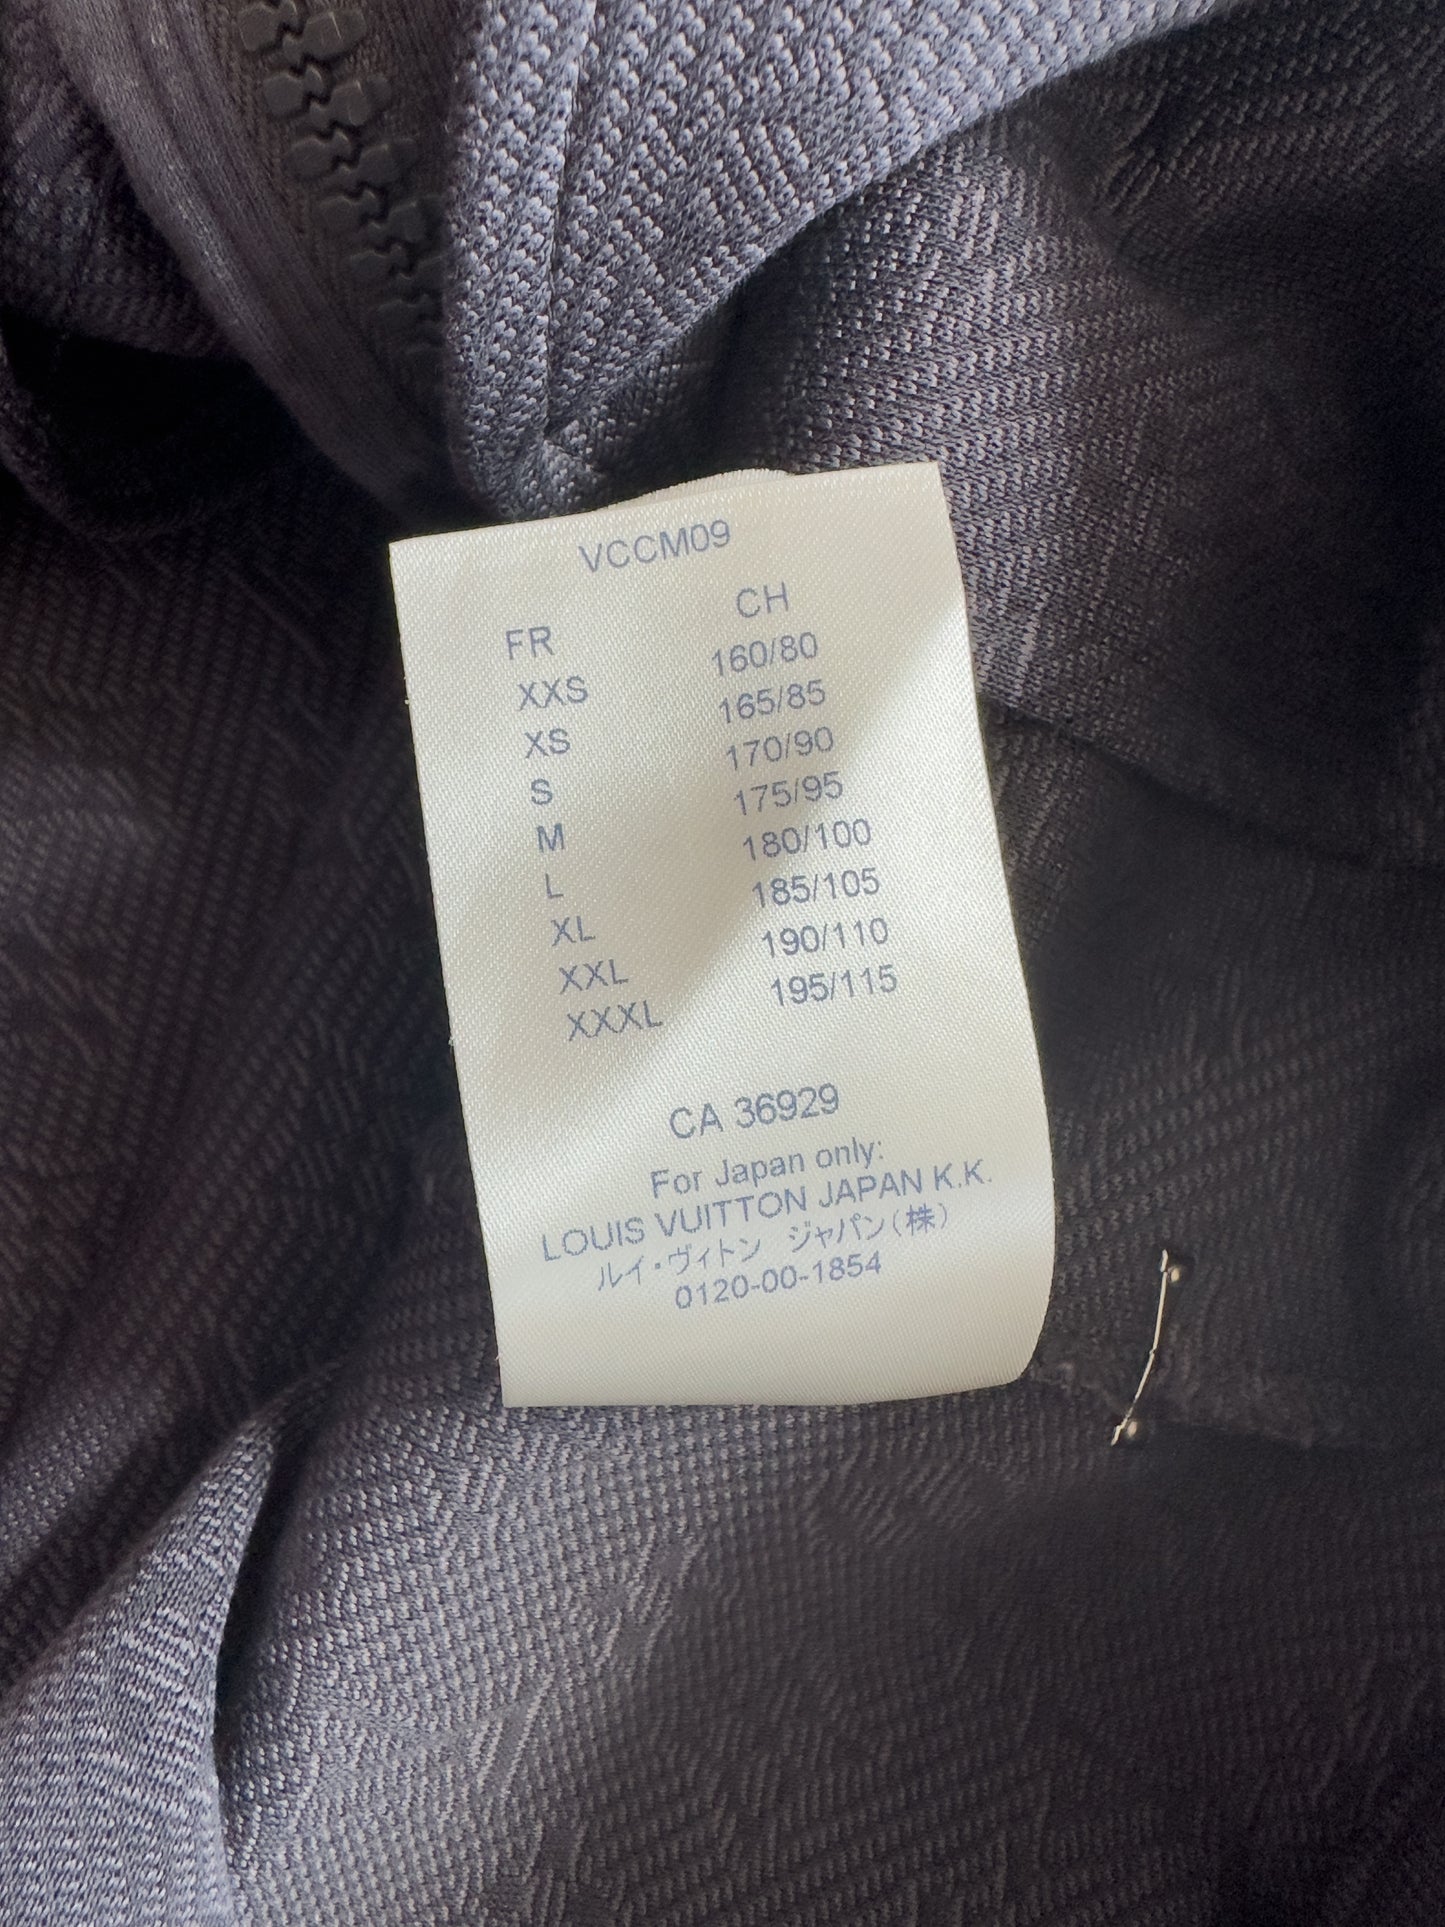 VCCM09
FR CH
XXS 160/80
XS 165/85
S 170/90
M 175/95
L 180/100
XL 185/105
XXL 190/110
XXXL 195/115
CA 36929
For Japan only:
LOUIS VUITTON JAPAN K.K.
ルイ・ヴィトン ジャパン(株)
0120-00-1854